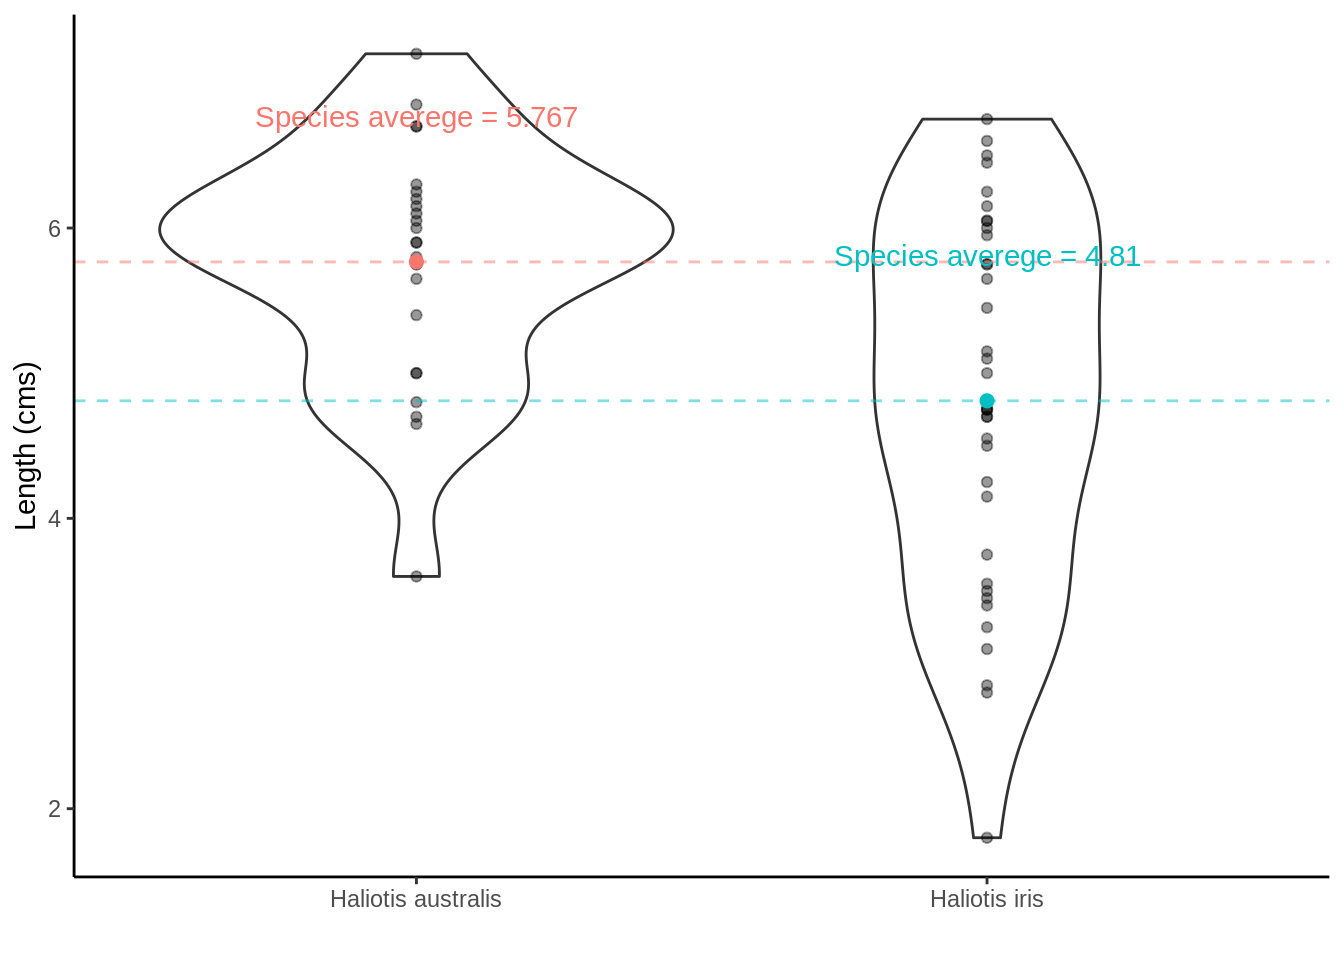 Species averege = 5.767
Species averege = 4.81
6
4
2
Length (cms)
Haliotis australis
Haliotis iris